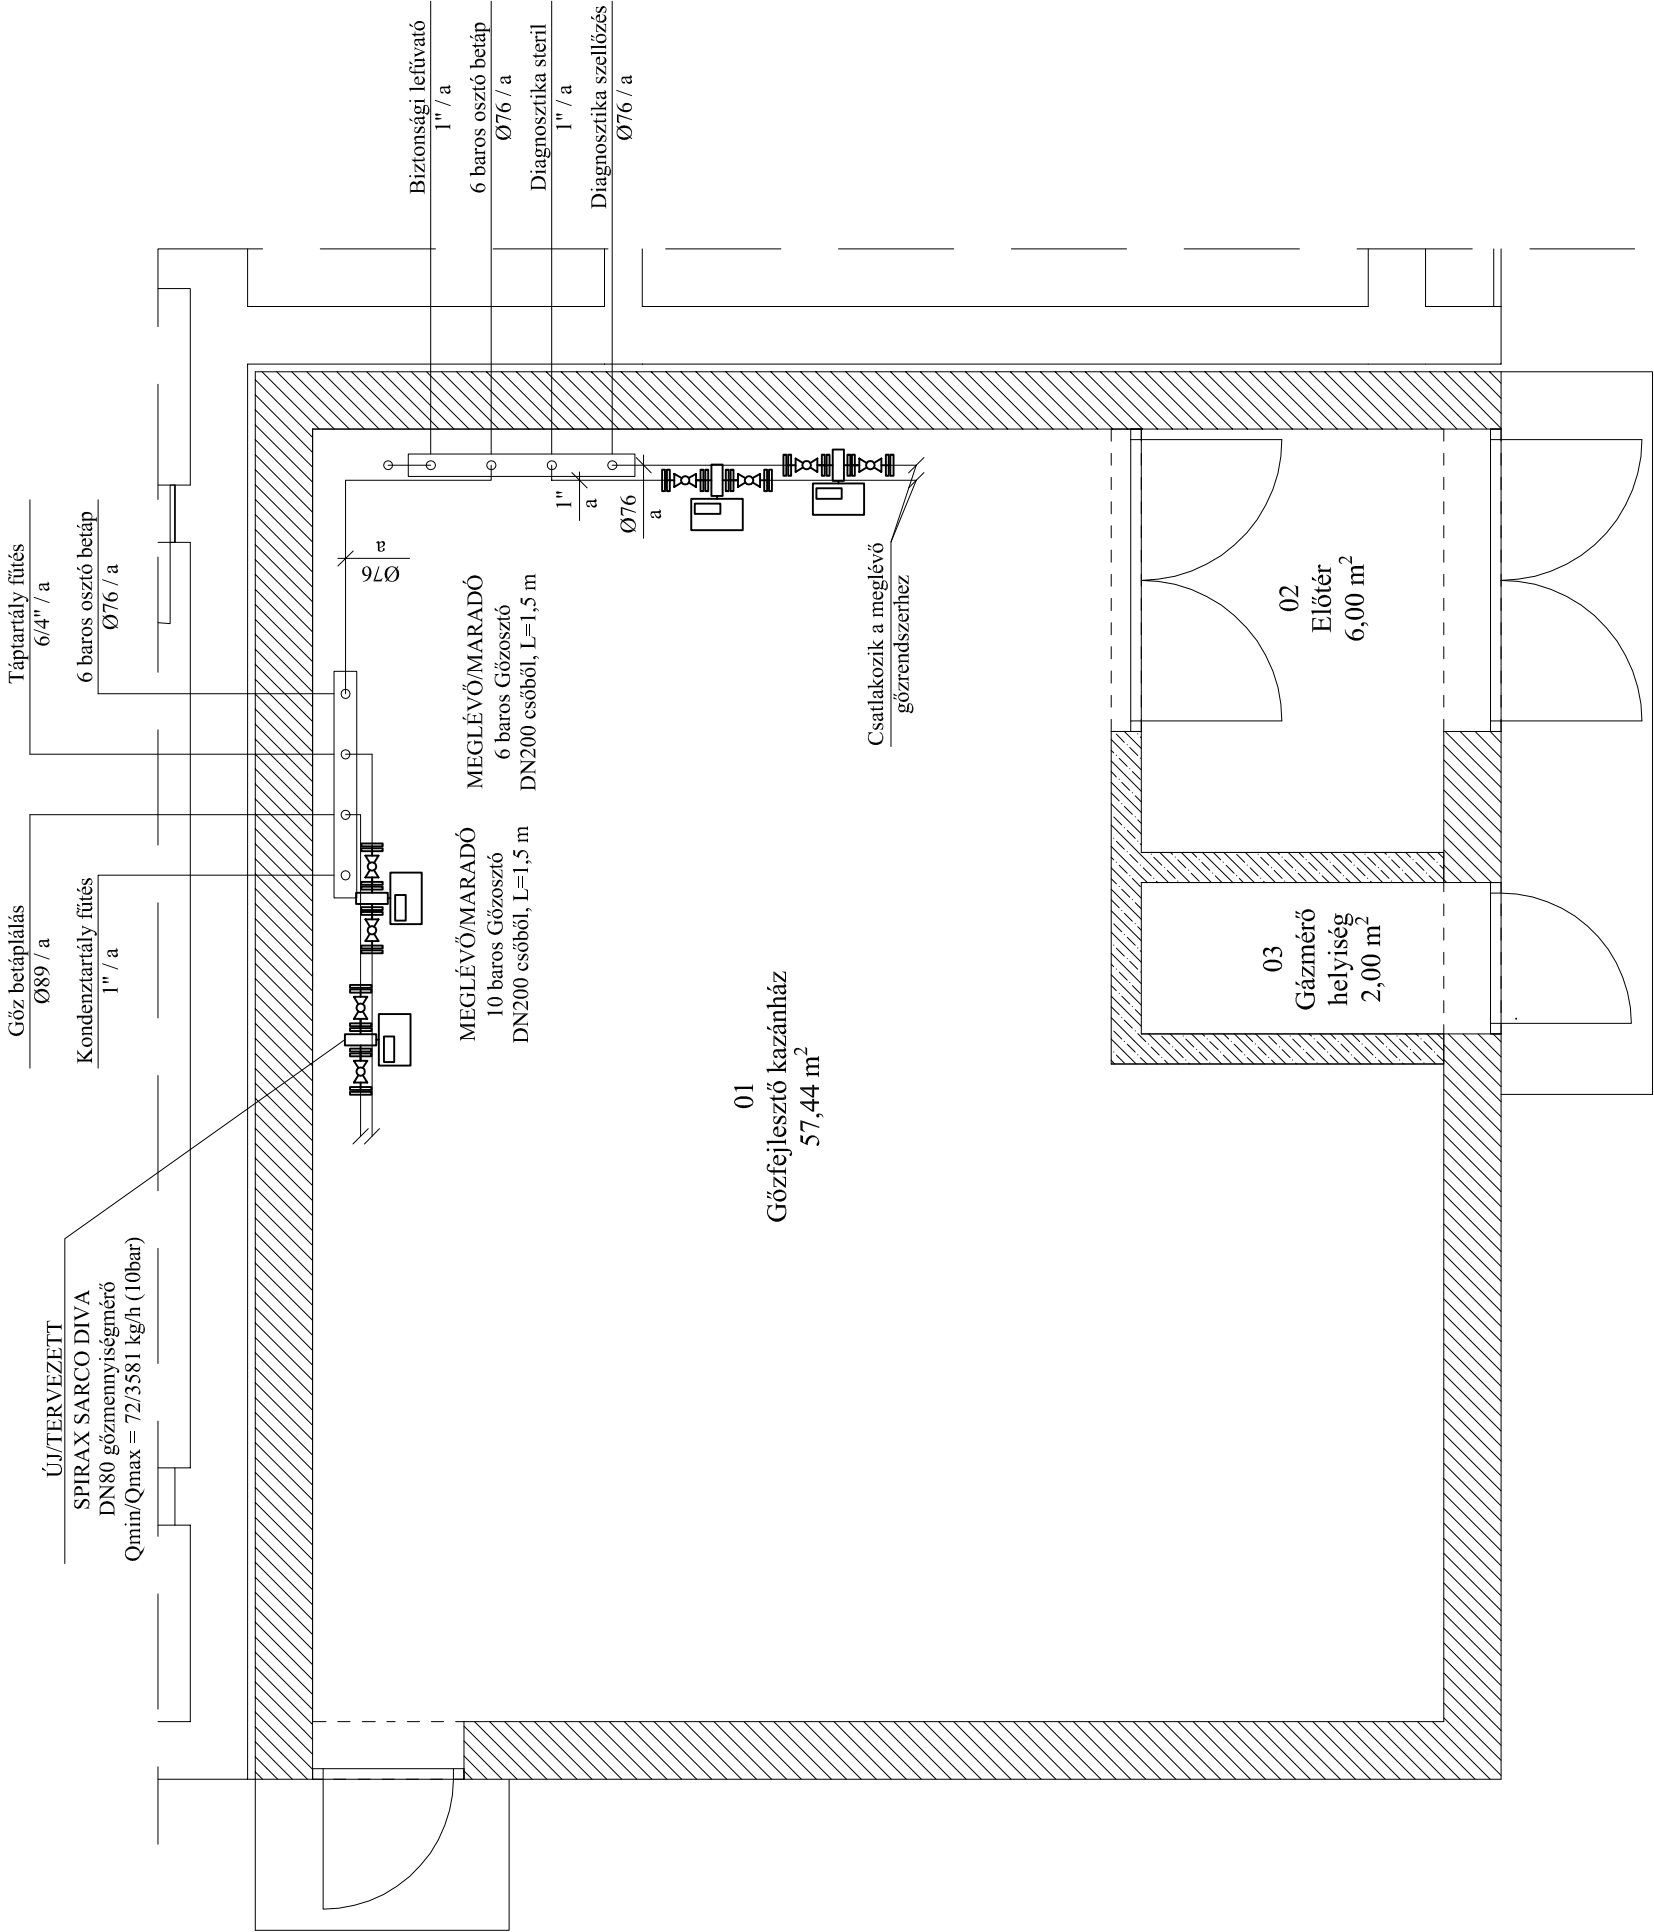 ÚJ/TERVEZETT
SPIRAX SARCO DIVA
DN80 gőzmennyiségmérő
Qmin/Qmax = 72/3581 kg/h (10bar)
Gőz betáplálás
Ø89 / a
Kondenztartály fűtés
1" / a
Táptartály fűtés
6/4" / a
6 baros osztó betáp
Ø76 / a
Biztonsági lefúvató
1" / a
6 baros osztó betáp
Ø76 / a
Diagnosztika steril
1" / a
Diagnosztika szellőzés
Ø76 / a
Ø76
a
1"
a
Ø76
a
MEGLÉVŐ/MARADÓ
10 baros Gőzosztó
DN200 csőből, L=1,5 m
MEGLÉVŐ/MARADÓ
6 baros Gőzosztó
DN200 csőből, L=1,5 m
Csatlakozik a meglévő
gőzrendszerhez
01
Gőzfejlesztő kazánház
57,44 m²
03
Gázmérő
helyiség
2,00 m²
02
Előtér
6,00 m²